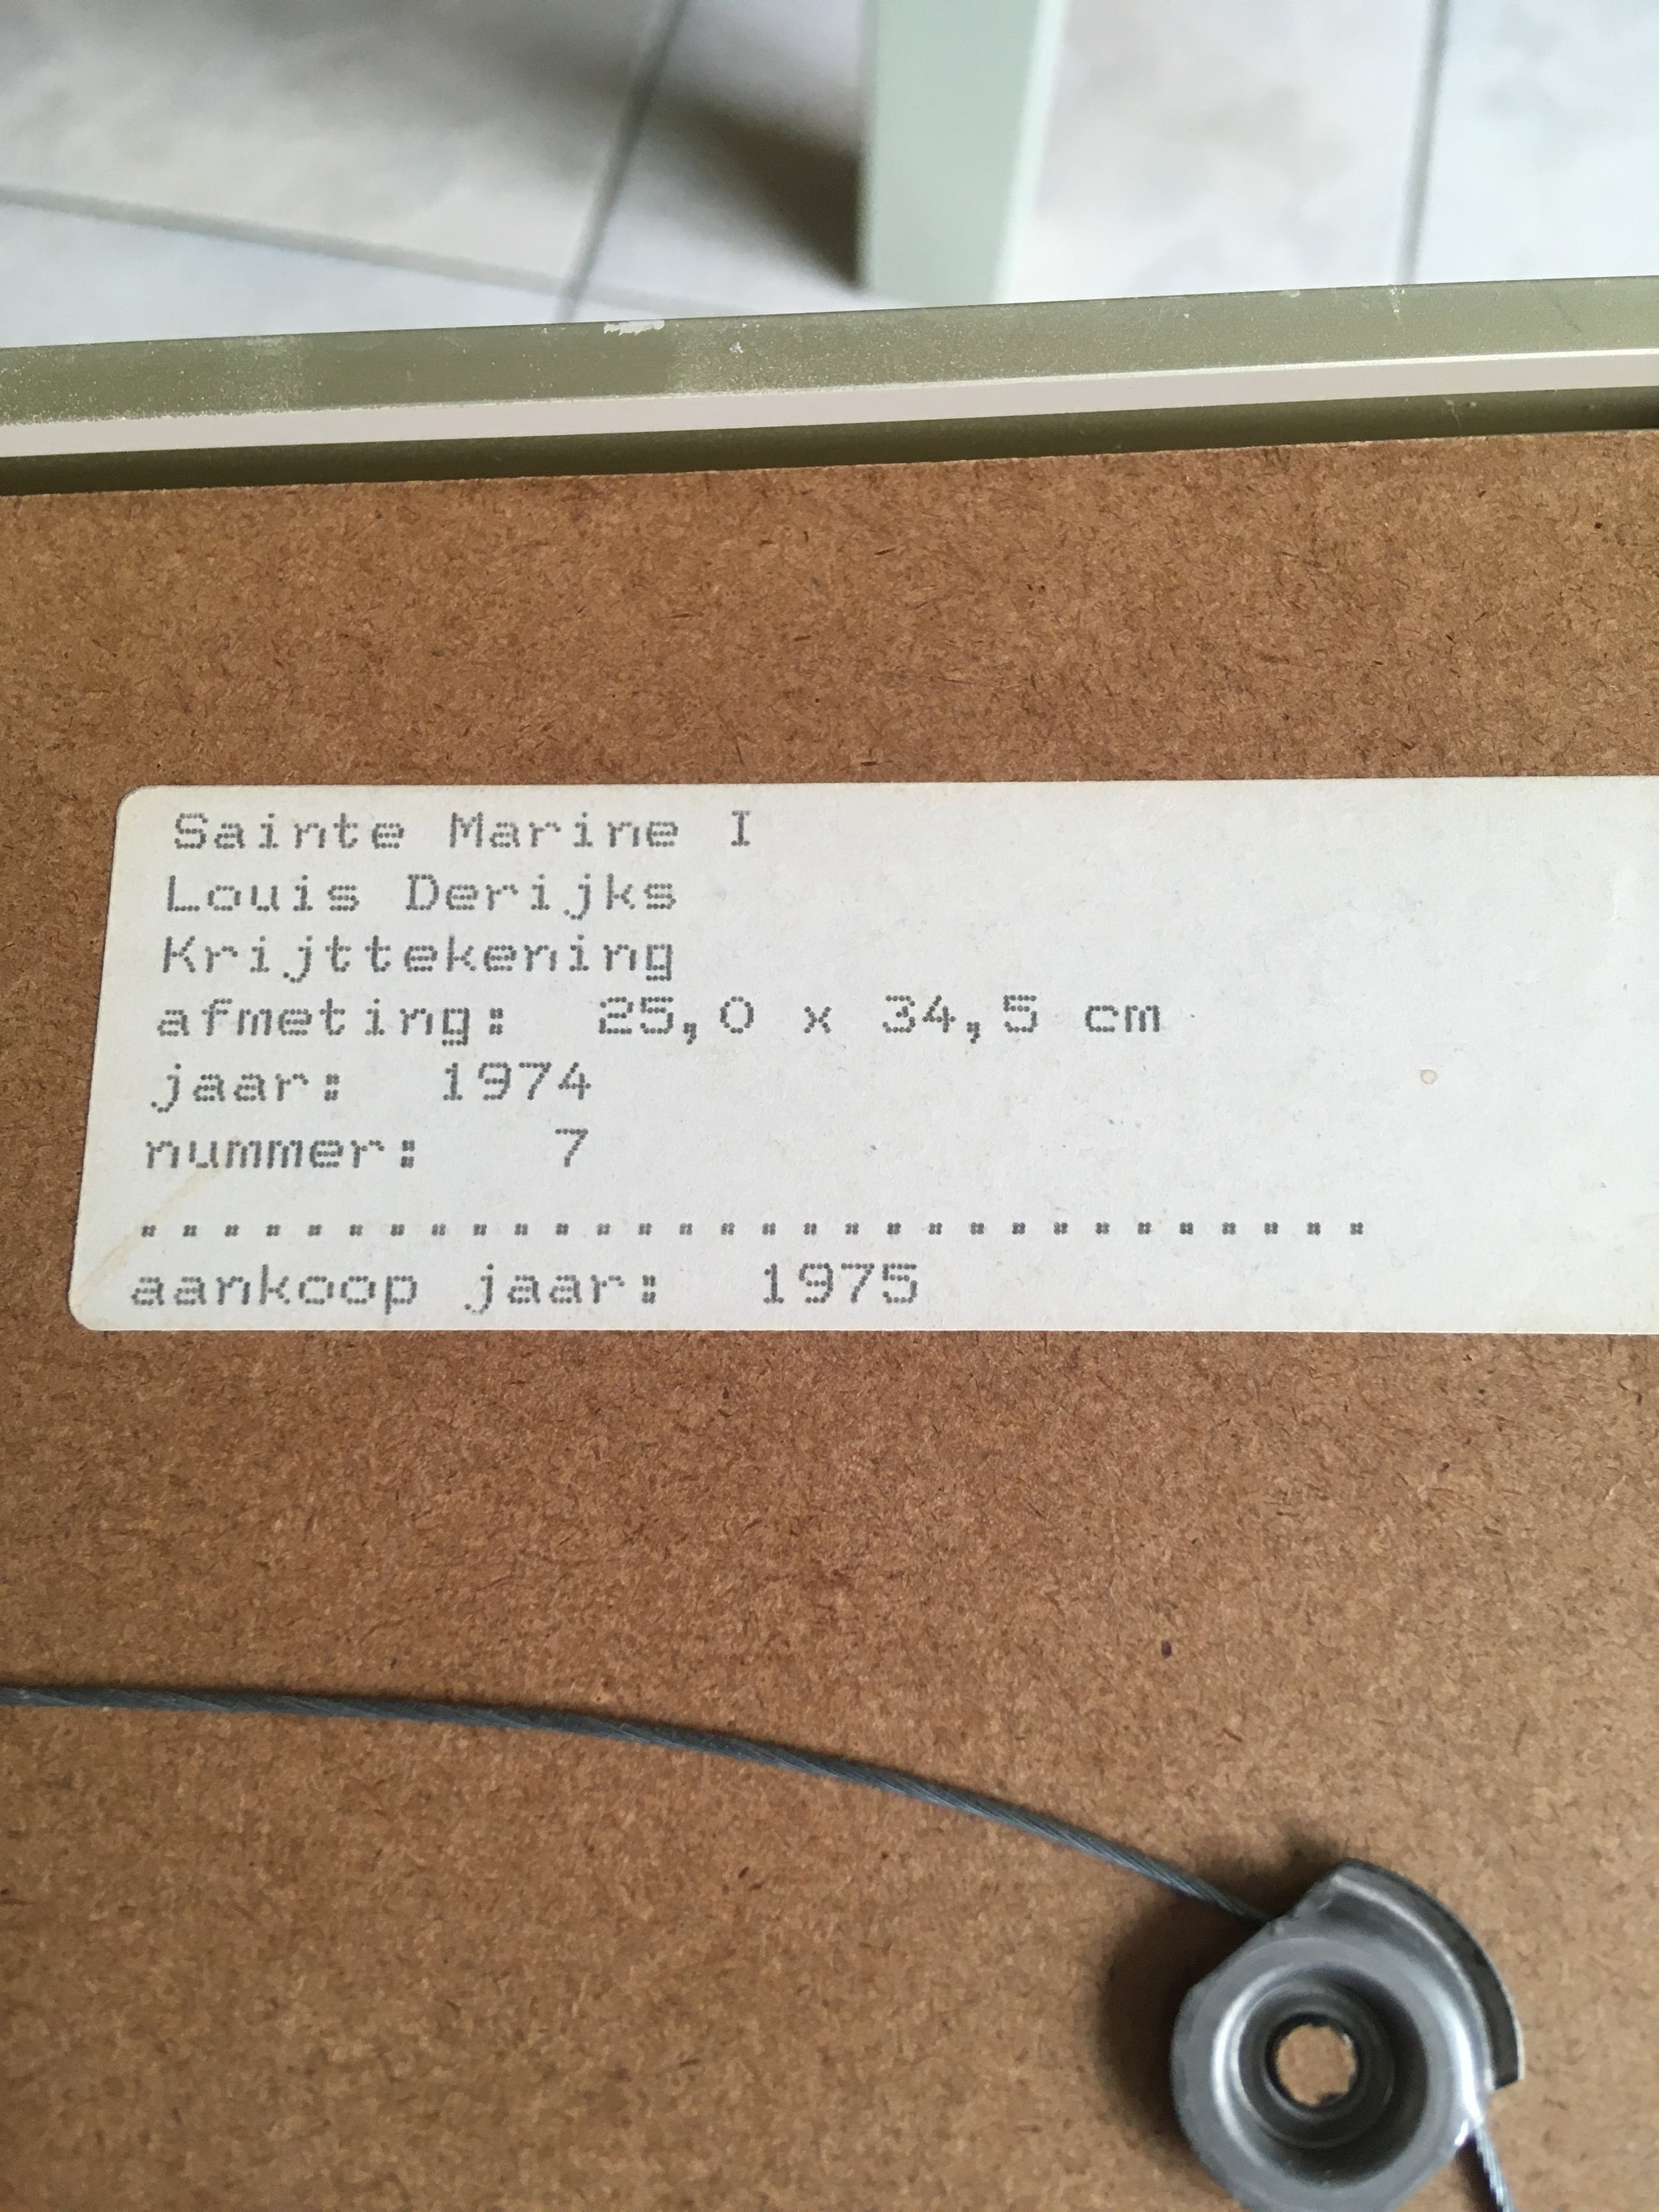 Sainte Marine I
Louis Derijks
Krijttekening
afmeting: 25,0 x 34,5 cm
jaar: 1974
nummer: 7
..............................
aankoop jaar: 1975